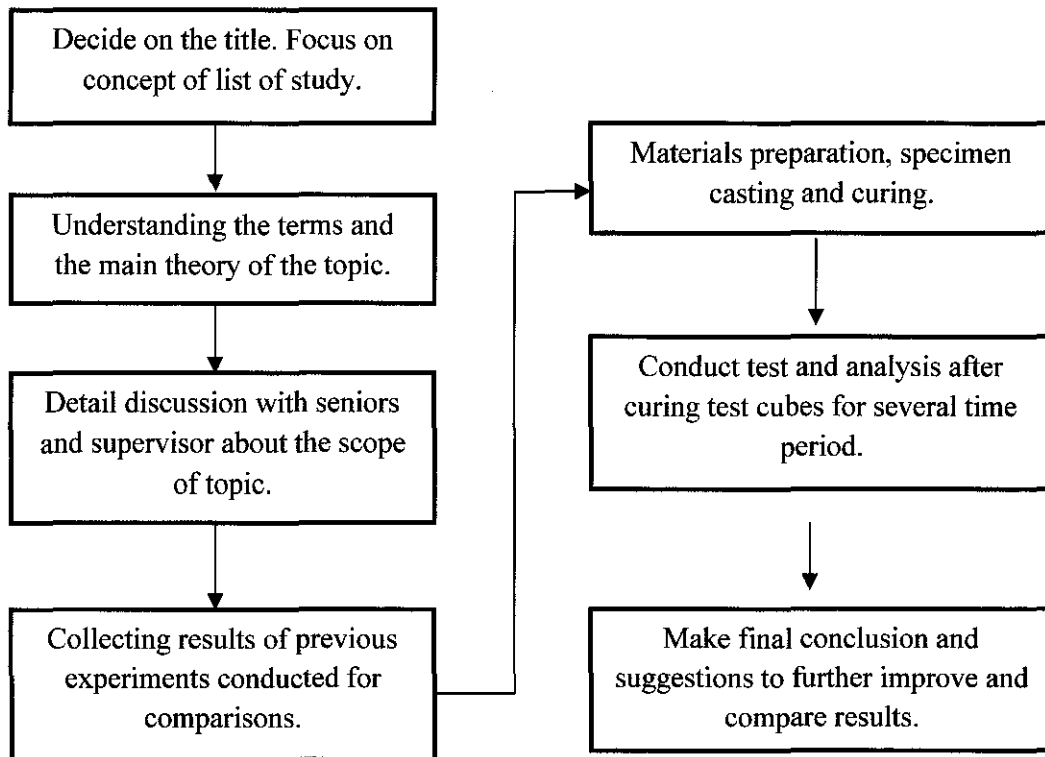 Decide on the title. Focus on
concept of list of study.
Understanding the terms and
the main theory of the topic.
Detail discussion with seniors
and supervisor about the scope
of topic.
Collecting results of previous
experiments conducted for
comparisons.
Materials preparation, specimen
casting and curing.
Conduct test and analysis after
curing test cubes for several time
period.
Make final conclusion and
suggestions to further improve and
compare results.